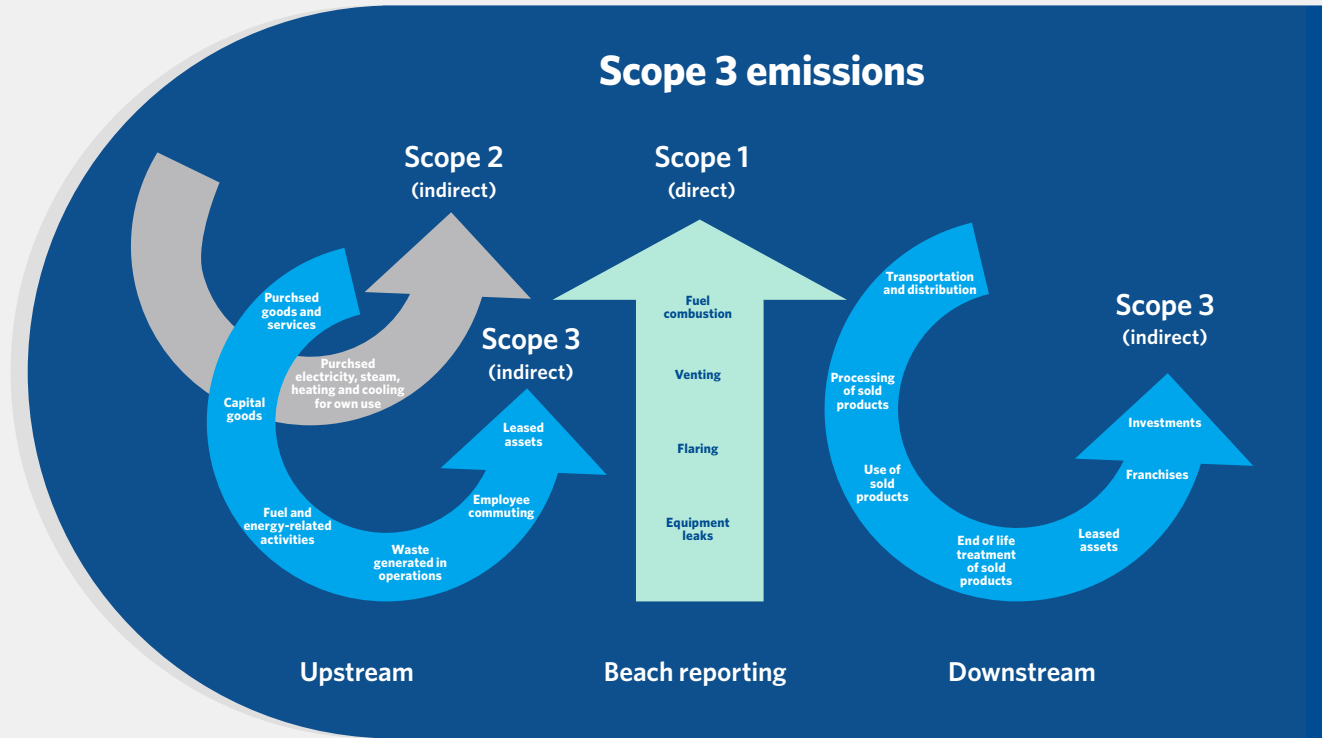 Scope 3 emissions
Scope 2
(indirect)
Purchsed
electricity, steam,
heating and cooling
for own use
Scope 3
(indirect)
Purchsed
goods and
services
Capital
goods
Fuel and
energy-related
activities
Waste
generated in
operations
Employee
commuting
Leased
assets
Upstream
Scope 1
(direct)
Fuel
combustion
Venting
Flaring
Equipment
leaks
Beach reporting
Scope 3
(indirect)
Transportation
and distribution
Processing
of sold
products
Use of
sold
products
End of life
treatment
of sold
products
Leased
assets
Franchises
Investments
Downstream